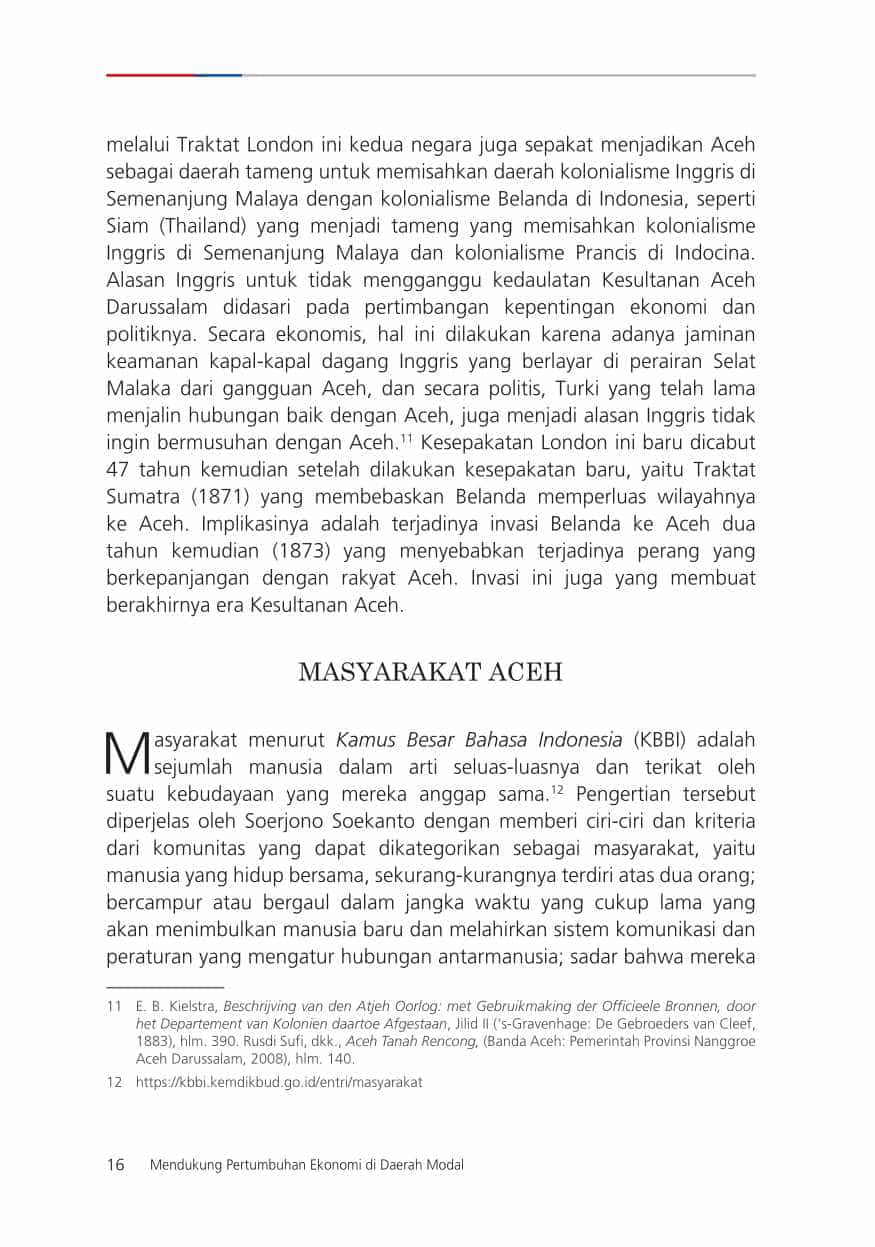 melalui Traktat London ini kedua negara juga sepakat menjadikan Aceh
sebagai daerah tameng untuk memisahkan daerah kolonialisme Inggris di
Semenanjung Malaya dengan kolonialisme Belanda di Indonesia, seperti
Siam (Thailand) yang menjadi tameng yang memisahkan kolonialisme
Inggris di Semenanjung Malaya dan kolonialisme Prancis di Indocina.
Alasan Inggris untuk tidak mengganggu kedaulatan Kesultanan Aceh
Darussalam didasari pada pertimbangan kepentingan ekonomi dan
politiknya. Secara ekonomis, hal ini dilakukan karena adanya jaminan
keamanan kapal-kapal dagang Inggris yang berlayar di perairan Selat
Malaka dari gangguan Aceh, dan secara politis, Turki yang telah lama
menjalin hubungan baik dengan Aceh, juga menjadi alasan Inggris tidak
ingin bermusuhan dengan Aceh.11 Kesepakatan London ini baru dicabut
47 tahun kemudian setelah dilakukan kesepakatan baru, yaitu Traktat
Sumatra (1871) yang membebaskan Belanda memperluas wilayahnya
ke Aceh. Implikasinya adalah terjadinya invasi Belanda ke Aceh dua
tahun kemudian (1873) yang menyebabkan terjadinya perang yang
berkepanjangan dengan rakyat Aceh. Invasi ini juga yang membuat
berakhirnya era Kesultanan Aceh.
MASYARAKAT ACEH
Masyarakat menurut Kamus Besar Bahasa Indonesia (KBBI) adalah
sejumlah manusia dalam arti seluas-luasnya dan terikat oleh
suatu kebudayaan yang mereka anggap sama.12 Pengertian tersebut
diperjelas oleh Soerjono Soekanto dengan memberi ciri-ciri dan kriteria
dari komunitas yang dapat dikategorikan sebagai masyarakat, yaitu
manusia yang hidup bersama, sekurang-kurangnya terdiri atas dua orang;
bercampur atau bergaul dalam jangka waktu yang cukup lama yang
akan menimbulkan manusia baru dan melahirkan sistem komunikasi dan
peraturan yang mengatur hubungan antarmanusia; sadar bahwa mereka
11 E. B. Kielstra, Beschrijving van den Atjeh Oorlog: met Gebruikmaking der Officieele Bronnen, door
het Departement van Kolonien daartoe Afgestaan, Jilid II ('s-Gravenhage: De Gebroeders van Cleef,
1883), hlm. 390. Rusdi Sufi, dkk., Aceh Tanah Rencong, (Banda Aceh: Pemerintah Provinsi Nanggroe
Aceh Darussalam, 2008), hlm. 140.
12 https://kbbi.kemdikbud.go.id/entri/masyarakat
16 Mendukung Pertumbuhan Ekonomi di Daerah Modal